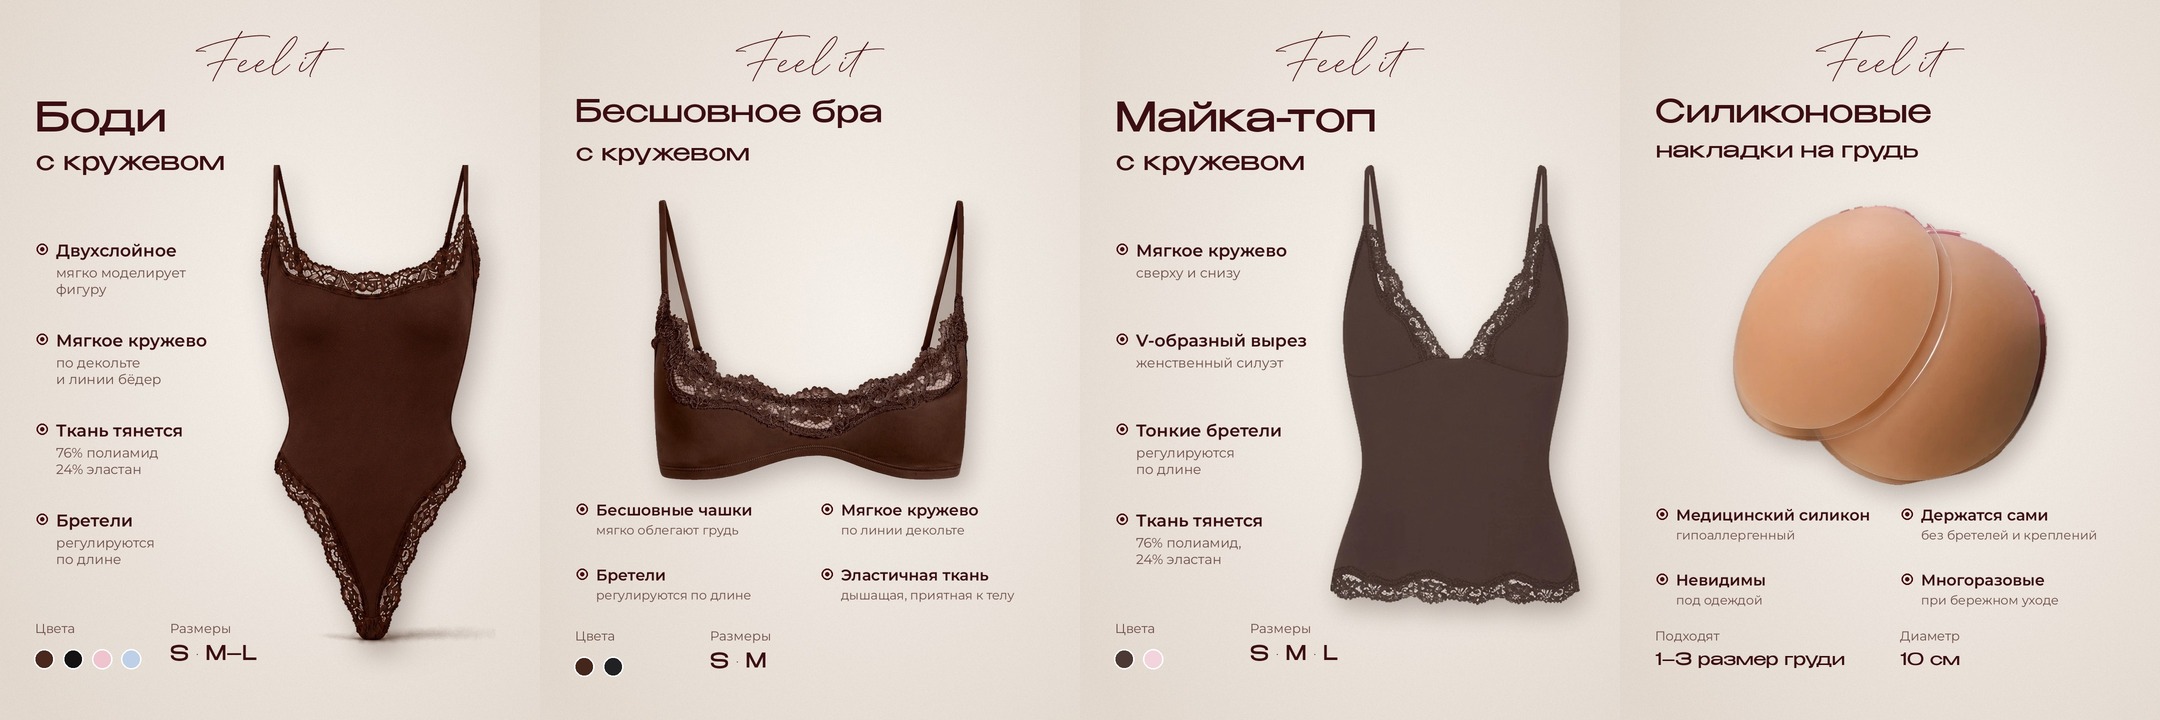 Feel it
Боди
с кружевом
Двухслойное
мягко моделирует
фигуру
Мягкое кружево
по декольте
и линии бёдер
Ткань тянется
76% полиамид
24% эластан
Бретели
регулируются
по длине
Цвета
Размеры
S · M–L
Feel it
Бесшовное бра
с кружевом
Бесшовные чашки
мягко облегают грудь
Мягкое кружево
по линии декольте
Бретели
регулируются по длине
Эластичная ткань
дышащая, приятная к телу
Цвета
Размеры
S · M
Feel it
Майка-топ
с кружевом
Мягкое кружево
сверху и снизу
V-образный вырез
женственный силуэт
Тонкие бретели
регулируются
по длине
Ткань тянется
76% полиамид,
24% эластан
Цвета
Размеры
S · M · L
Feel it
Силиконовые
накладки на грудь
Медицинский силикон
гипоаллергенный
Держатся сами
без бретелей и креплений
Невидимы
под одеждой
Многоразовые
при бережном уходе
Подходят
1–3 размер груди
Диаметр
10 см